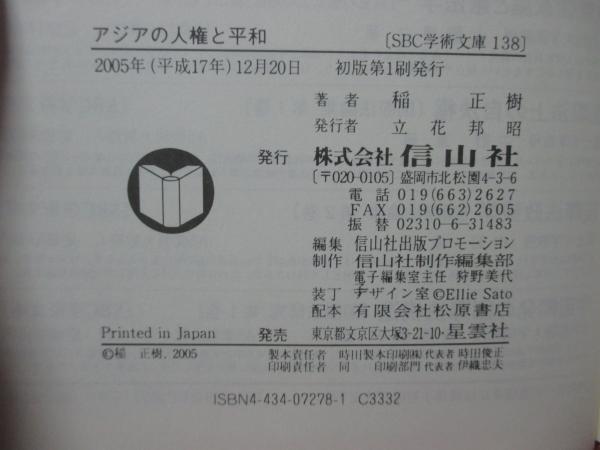 アジアの人権と平和 〔SBC学術文庫 138〕
2005年(平成17年)12月20日 初版第1刷発行
著者 稲正樹
発行者 立花邦昭
発行 株式会社信山社
〔〒020-0105〕盛岡市北松園4-3-6
電話 019(663)2627
FAX 019(662)2605
振替 02310-6-31483
編集 信山社出版プロモーション
制作 信山社制作編集部
電子編集室主任 狩野美代
装丁 デザイン室©Ellie Sato
配本 有限会社松原書店
Printed in Japan 発売 東京都文京区大塚3-21-10・星雲社
©稲 正樹, 2005 製本責任者 時田製本印刷㈱ 代表者 時田俊正
印刷責任者 同 印刷部門 代表者 伊織忠夫
ISBN4-434-07278-1 C3332